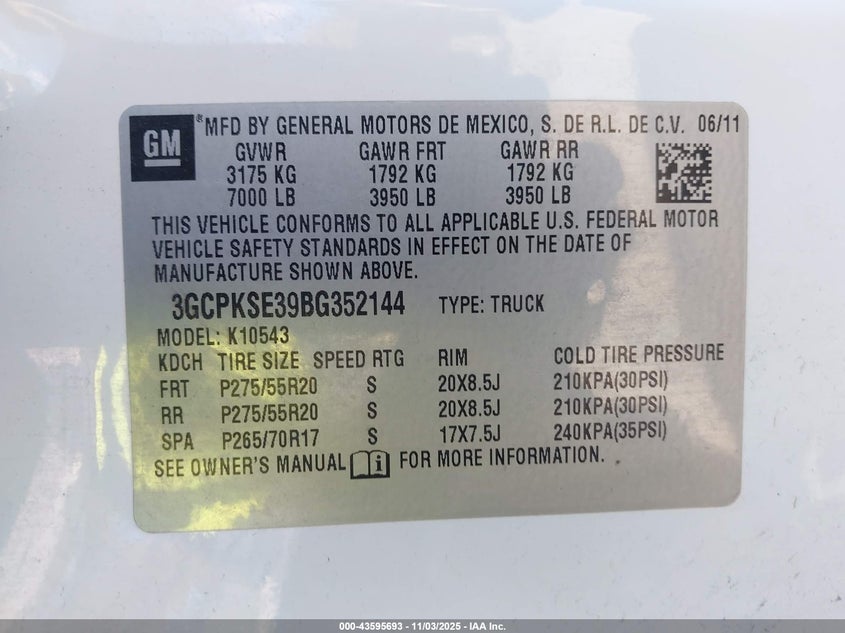 GM ® MFD BY GENERAL MOTORS DE MEXICO, S. DE R.L. DE C.V. 06/11
GVWR GAWR FRT GAWR RR
3175 KG 1792 KG 1792 KG
7000 LB 3950 LB 3950 LB
THIS VEHICLE CONFORMS TO ALL APPLICABLE U.S. FEDERAL MOTOR
VEHICLE SAFETY STANDARDS IN EFFECT ON THE DATE OF
MANUFACTURE SHOWN ABOVE.
3GCPKSE39BG352144 TYPE: TRUCK
MODEL: K10543
KDCH TIRE SIZE SPEED RTG RIM COLD TIRE PRESSURE
FRT P275/55R20 S 20X8.5J 210KPA(30PSI)
RR P275/55R20 S 20X8.5J 210KPA(30PSI)
SPA P265/70R17 S 17X7.5J 240KPA(35PSI)
SEE OWNER'S MANUAL i FOR MORE INFORMATION.
000-43595693 - 11/03/2025 - IAA Inc.